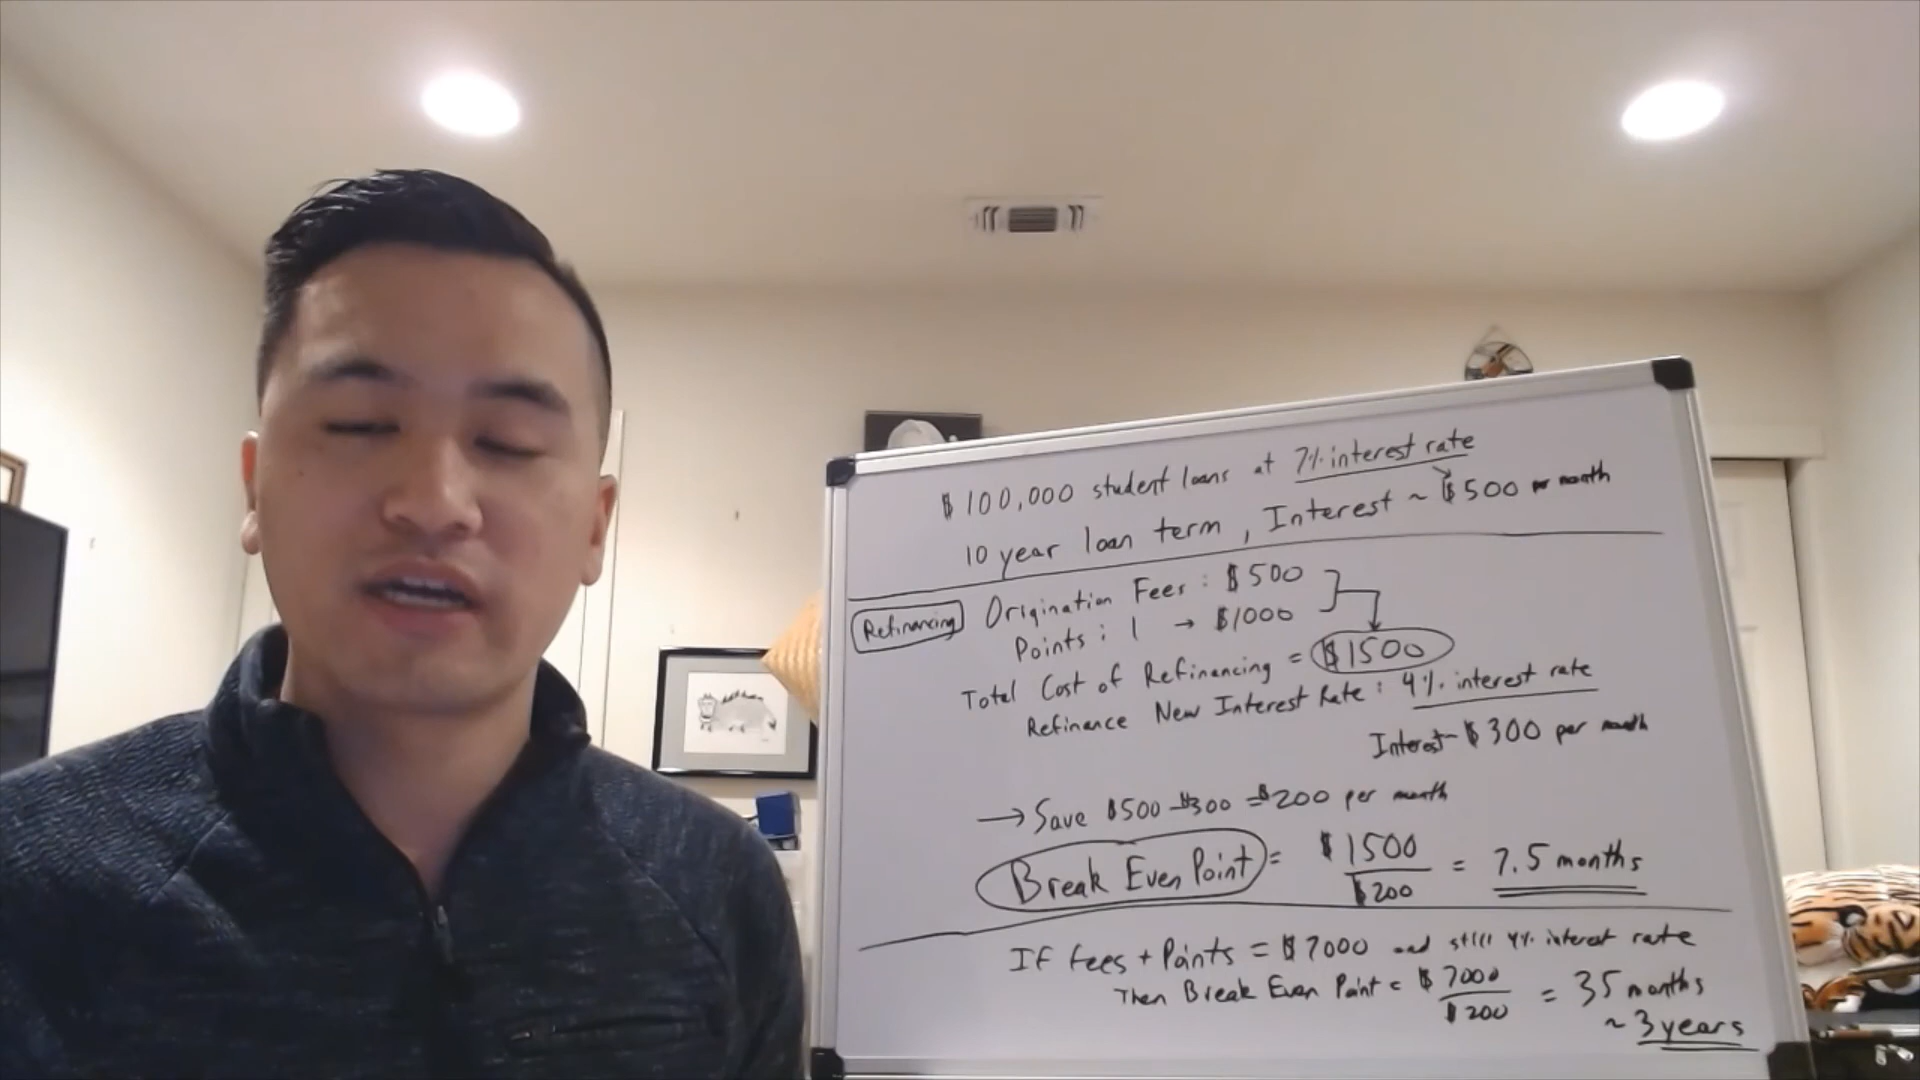 $100,000 student loans at 7% interest rate
10 year loan term, Interest ~ $500 per month
Refinancing Origination Fees: $500
Points: 1 → $1000
Total Cost of Refinancing = $1500
Refinance New Interest Rate: 4% interest rate
Interest ~ $300 per month
→ Save $500 - $300 = $200 per month
Break Even Point = $1500 / $200 = 7.5 months
If Fees + Points = $7000 and still 4% interest rate
Then Break Even Point = $7000 / $200 = 35 months
~ 3 years